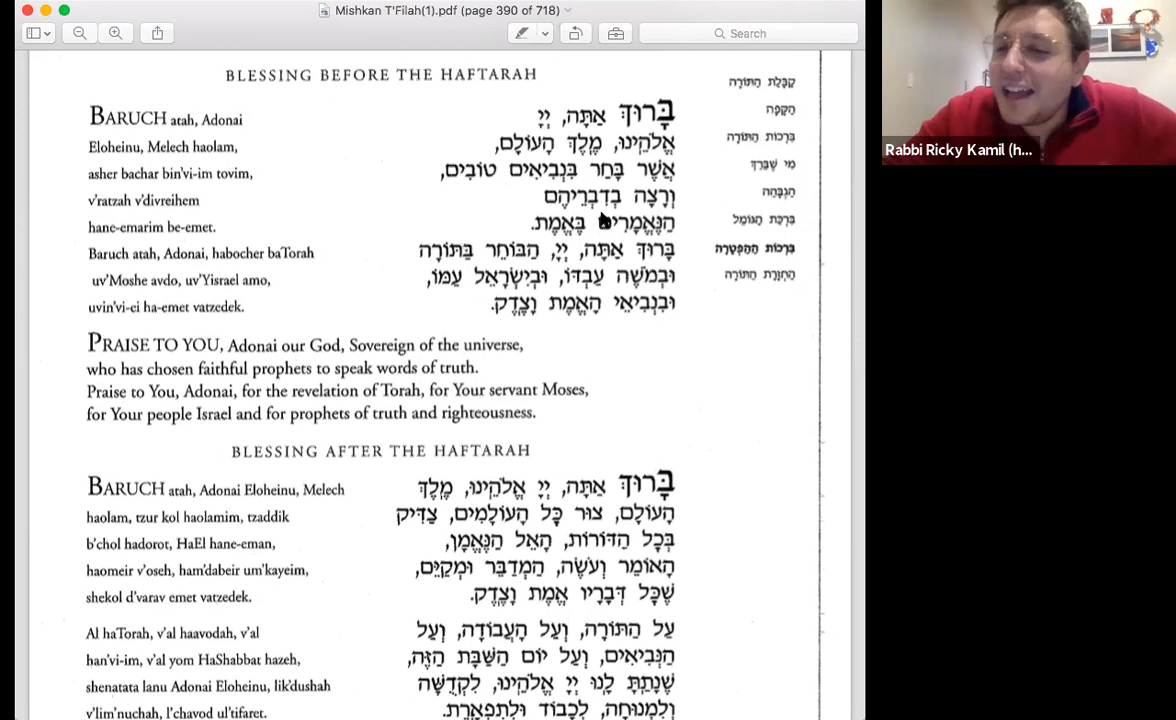 Mishkan T'Filah(1).pdf (page 390 of 718)
Search
BLESSING BEFORE THE HAFTARAH
BARUCH atah, Adonai
Eloheinu, Melech haolam,
asher bachar bin'vi-im tovim,
v'ratzah v'divreihem
hane-emarim be-emet.
Baruch atah, Adonai, habocher baTorah
uv'Moshe avdo, uv'Yisrael amo,
uvin'vi-ei ha-emet vatzedek.
בָּרוּךְ אַתָּה, יְיָ
אֱלֹהֵֽינוּ, מֶֽלֶךְ הָעוֹלָם,
אֲשֶׁר בָּחַר בִּנְבִיאִים טוֹבִים,
וְרָצָה בְדִבְרֵיהֶם
הַנֶּאֱמָרִים בֶּאֱמֶת.
בָּרוּךְ אַתָּה, יְיָ, הַבּוֹחֵר בַּתּוֹרָה
וּבְמֹשֶׁה עַבְדּוֹ, וּבְיִשְׂרָאֵל עַמּוֹ,
וּבִנְבִיאֵי הָאֱמֶת וָצֶֽדֶק.
קַבָּלַת הַתּוֹרָה
הַקָּפָה
בִּרְכוֹת הַתּוֹרָה
מִי שֶׁבֵּרַךְ
הַגְבָּהָה
בִּרְכַּת הַגּוֹמֵל
בִּרְכוֹת הַהַפְטָרָה
הַחְזָרַת הַתּוֹרָה
PRAISE TO YOU, Adonai our God, Sovereign of the universe,
who has chosen faithful prophets to speak words of truth.
Praise to You, Adonai, for the revelation of Torah, for Your servant Moses,
for Your people Israel and for prophets of truth and righteousness.
BLESSING AFTER THE HAFTARAH
BARUCH atah, Adonai Eloheinu, Melech
haolam, tzur kol haolamim, tzaddik
b'chol hadorot, HaEl hane-eman,
haomeir v'oseh, ham'dabeir um'kayeim,
shekol d'varav emet vatzedek.
בָּרוּךְ אַתָּה, יְיָ אֱלֹהֵֽינוּ, מֶֽלֶךְ
הָעוֹלָם, צוּר כָּל הָעוֹלָמִים, צַדִּיק
בְּכָל הַדּוֹרוֹת, הָאֵל הַנֶּאֱמָן,
הָאוֹמֵר וְעֹשֶׂה, הַמְדַבֵּר וּמְקַיֵּם,
שֶׁכָּל דְּבָרָיו אֱמֶת וָצֶֽדֶק.
Al haTorah, v'al haavodah, v'al
han'vi-im, v'al yom HaShabbat hazeh,
shenatata lanu Adonai Eloheinu, lik'dushah
v'lim'nuchah, l'chavod ul'tifaret.
עַל הַתּוֹרָה, וְעַל הָעֲבוֹדָה, וְעַל
הַנְּבִיאִים, וְעַל יוֹם הַשַּׁבָּת הַזֶּה,
שֶׁנָּתַֽתָּ לָּֽנוּ יְיָ אֱלֹהֵֽינוּ, לִקְדֻשָּׁה
וְלִמְנוּחָה, לְכָבוֹד וּלְתִפְאָֽרֶת.
Rabbi Ricky Kamil (h...